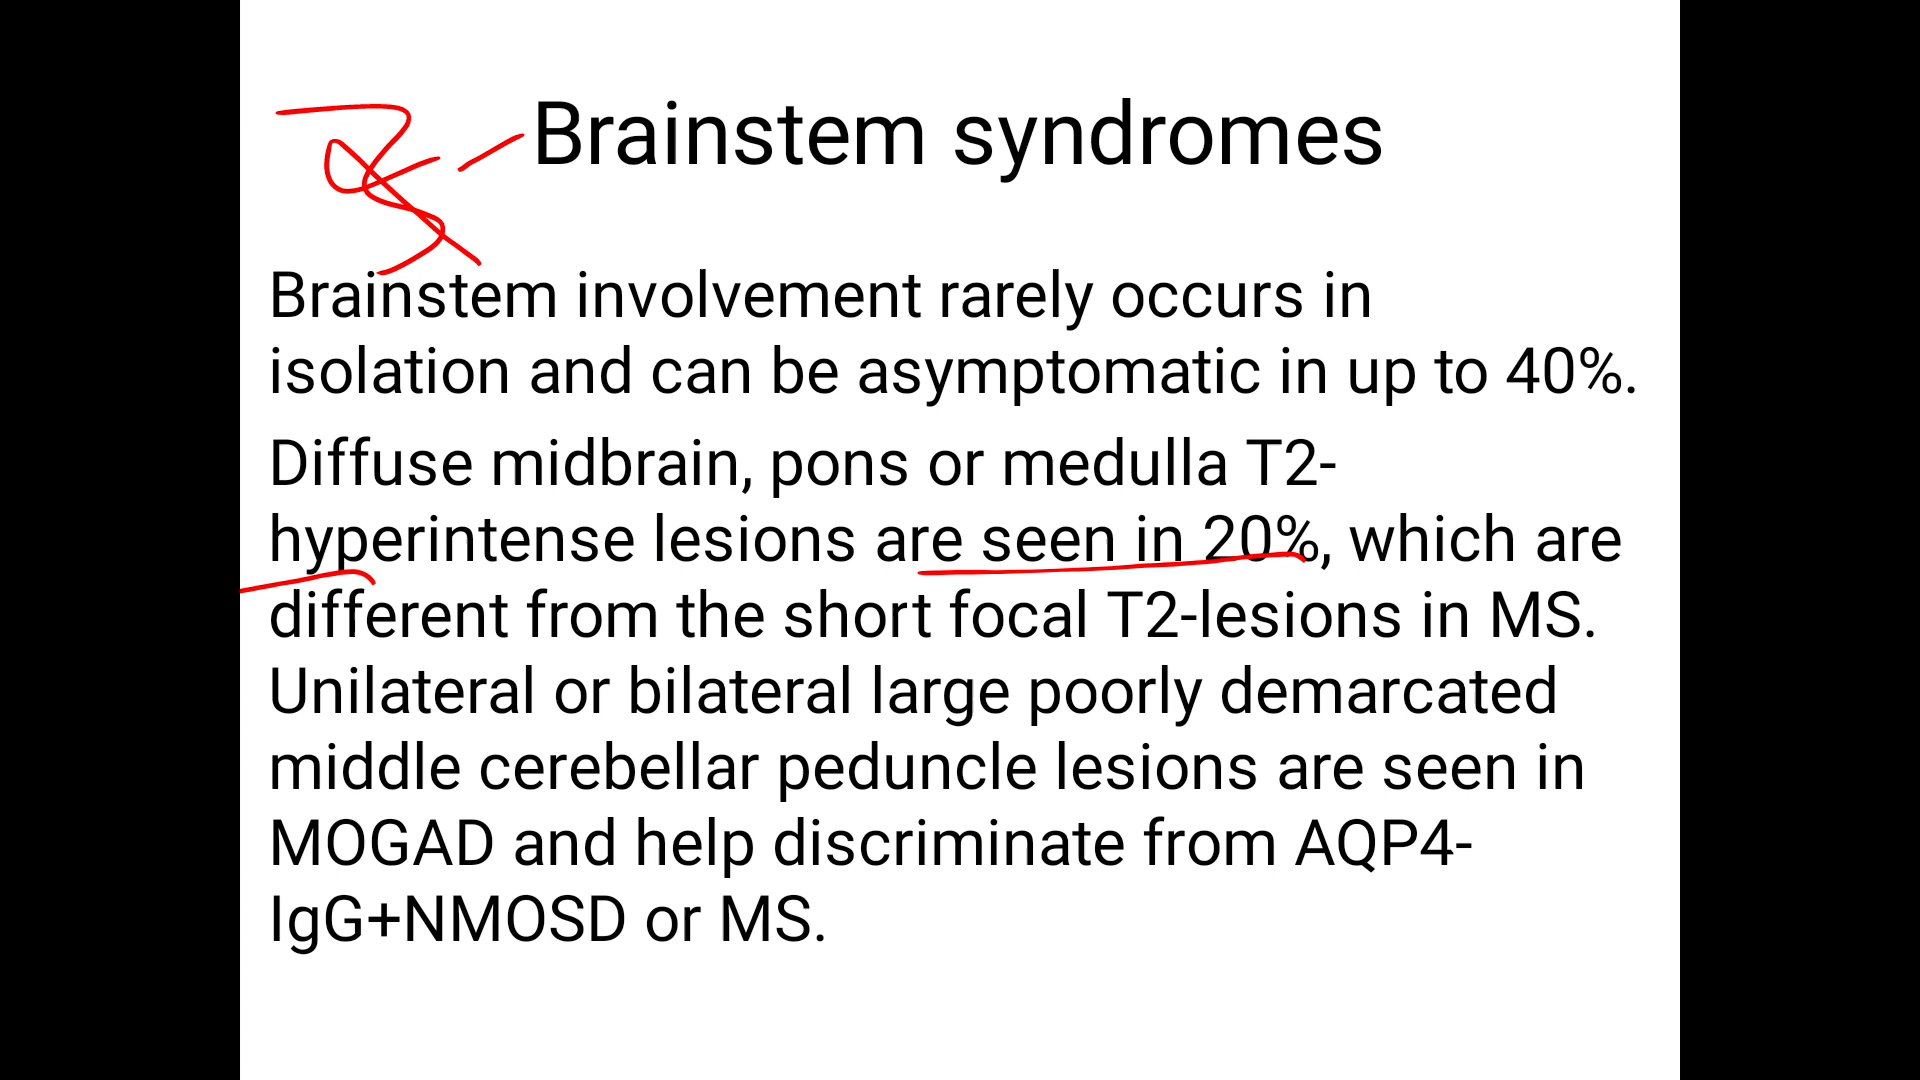 Brainstem syndromes
Brainstem involvement rarely occurs in
isolation and can be asymptomatic in up to 40%.
Diffuse midbrain, pons or medulla T2-
hyperintense lesions are seen in 20%, which are
different from the short focal T2-lesions in MS.
Unilateral or bilateral large poorly demarcated
middle cerebellar peduncle lesions are seen in
MOGAD and help discriminate from AQP4-
IgG+NMOSD or MS.